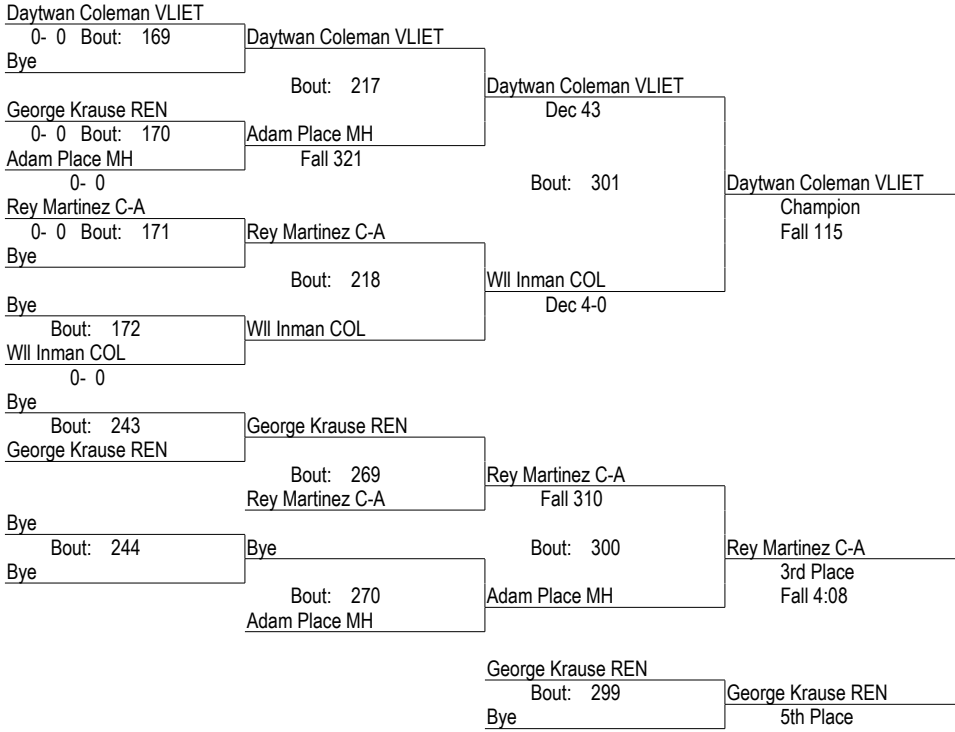 Daytwan Coleman VLIET
0- 0 Bout: 169
Daytwan Coleman VLIET
Bye
Bout: 217
Daytwan Coleman VLIET
George Krause REN
Dec 43
0- 0 Bout: 170
Adam Place MH
Adam Place MH
Fall 321
0- 0
Bout: 301
Daytwan Coleman VLIET
Rey Martinez C-A
Champion
0- 0 Bout: 171
Rey Martinez C-A
Fall 115
Bye
Bout: 218
WIl Inman COL
Bye
Dec 4-0
Bout: 172
WIl Inman COL
WIl Inman COL
0- 0
Bye
Bout: 243
George Krause REN
George Krause REN
Bout: 269
Rey Martinez C-A
Rey Martinez C-A
Fall 310
Bye
Bout: 244
Bye
Bout: 300
Rey Martinez C-A
Bye
3rd Place
Bout: 270
Adam Place MH
Fall 4:08
Adam Place MH
George Krause REN
Bout: 299
George Krause REN
Bye
5th Place